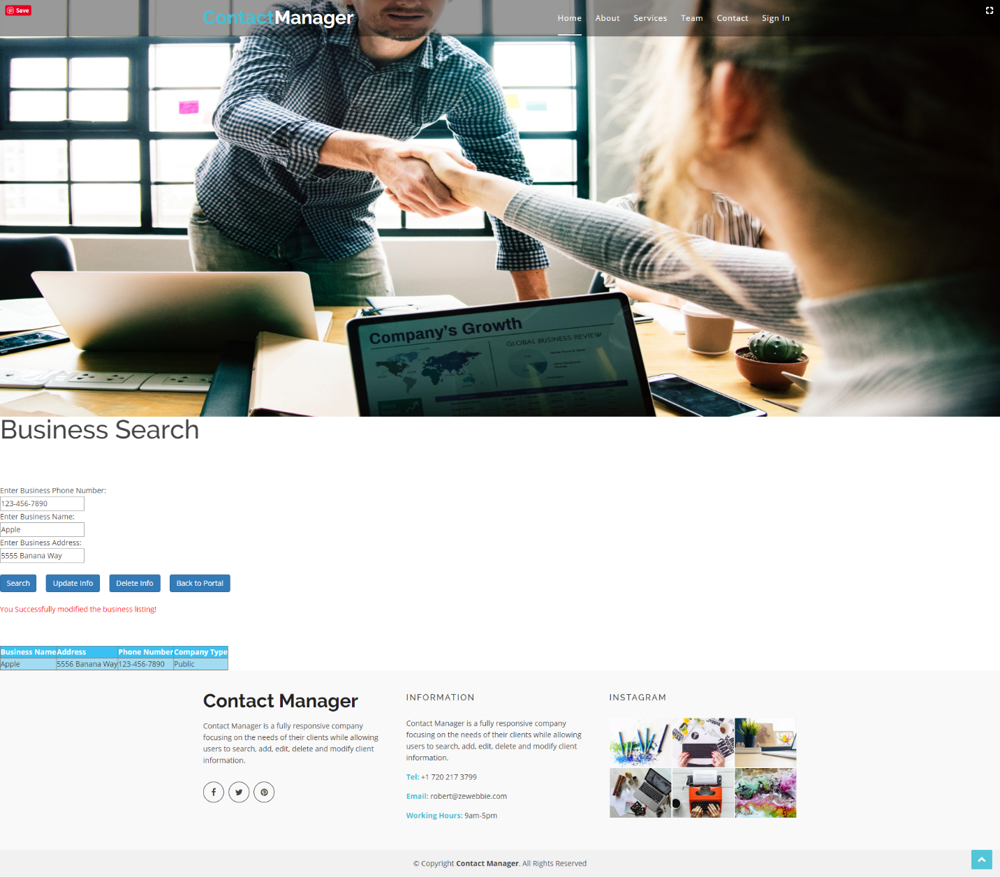 Save
ContactManager
Home About Services Team Contact Sign In
Company's Growth
GLOBAL BUSINESS REVIEW
Business Search
Enter Business Phone Number:
123-456-7890
Enter Business Name:
Apple
Enter Business Address:
5555 Banana Way
Search Update Info Delete Info Back to Portal
You Successfully modified the business listing!
Business Name Address Phone Number Company Type
Apple 5556 Banana Way 123-456-7890 Public
Contact Manager
Contact Manager is a fully responsive company
focusing on the needs of their clients while allowing
users to search, add, edit, delete and modify client
information.
INFORMATION
Contact Manager is a fully responsive company
focusing on the needs of their clients while allowing
users to search, add, edit, delete and modify client
information.
Tel: +1 720 217 3799
Email: robert@zewebbie.com
Working Hours: 9am-5pm
INSTAGRAM
© Copyright Contact Manager. All Rights Reserved